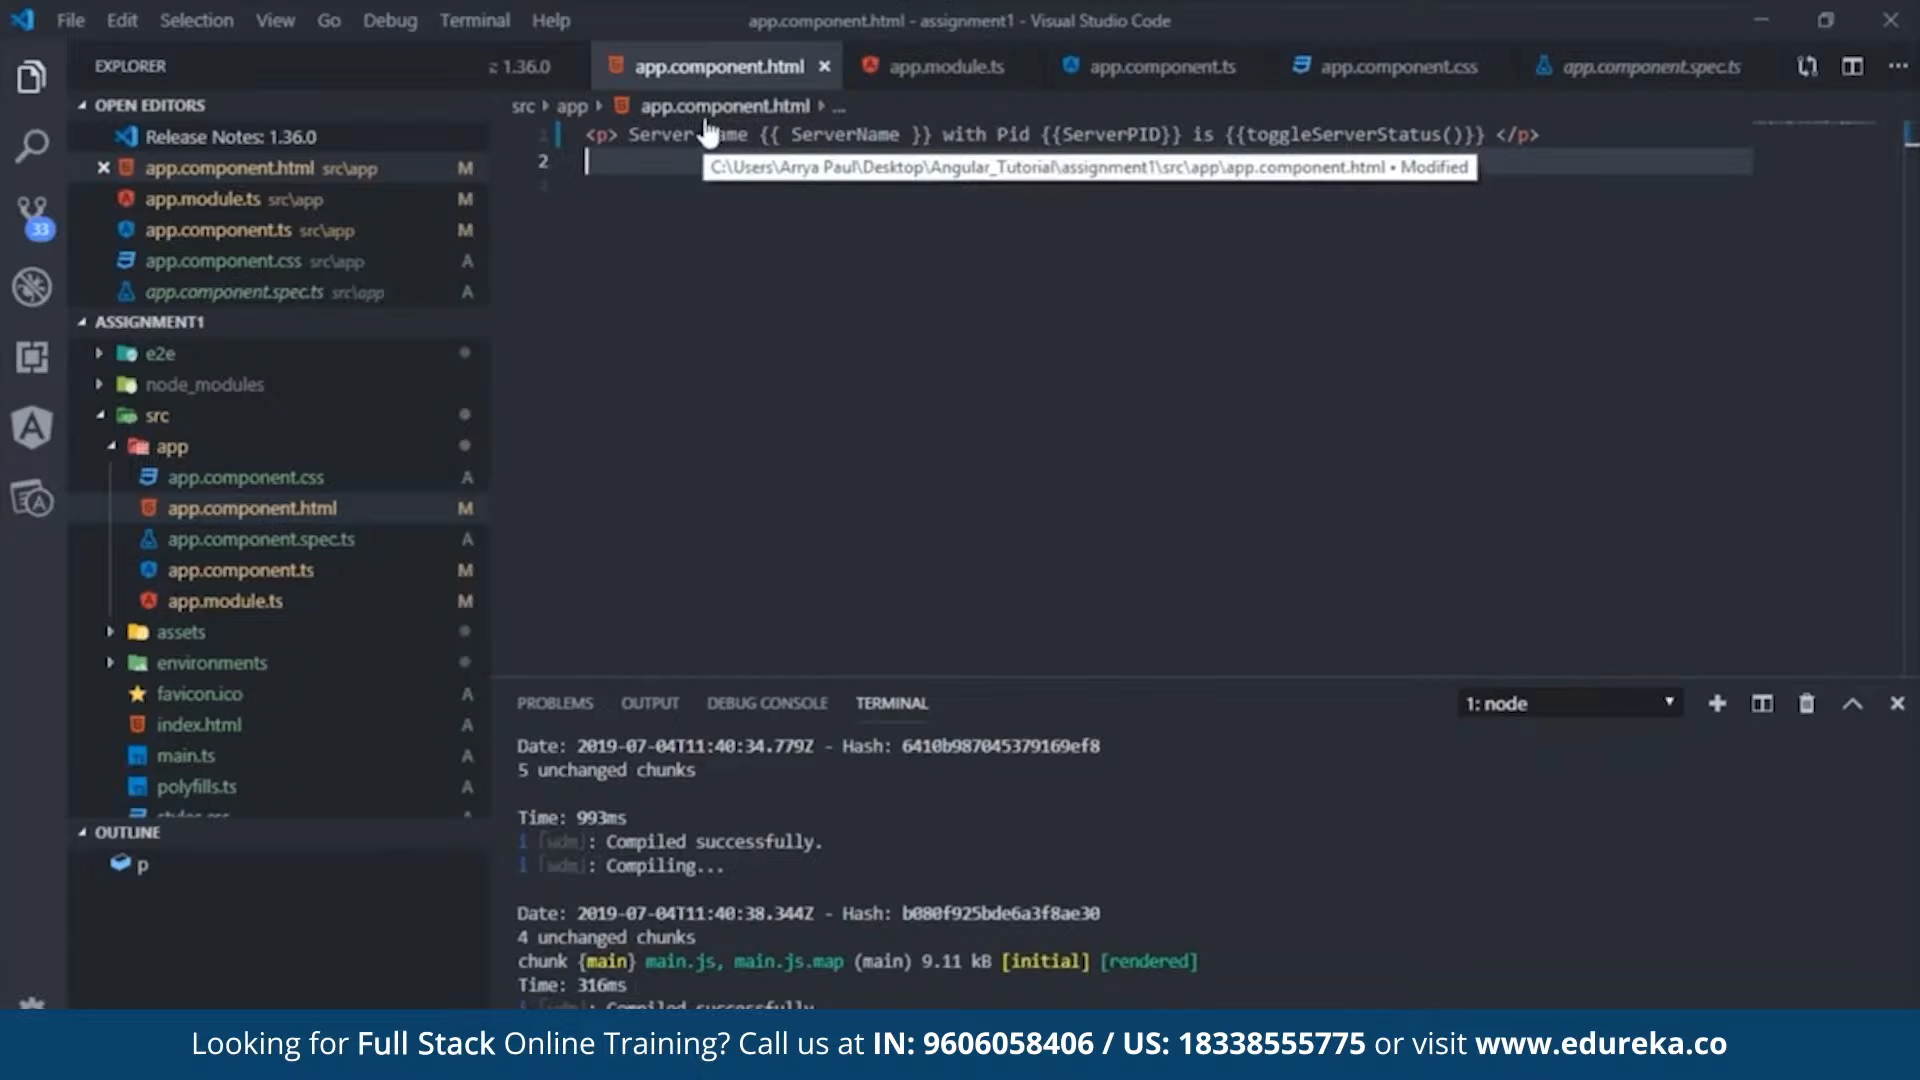 File Edit Selection View Go Debug Terminal Help
app.component.html - assignment1 - Visual Studio Code
EXPLORER
1.36.0
app.component.html
app.module.ts
app.component.ts
app.component.css
app.component.spec.ts
OPEN EDITORS
Release Notes: 1.36.0
app.component.html src\app M
app.module.ts src\app M
app.component.ts src\app M
app.component.css src\app A
app.component.spec.ts src\app A
33
ASSIGNMENT1
e2e
node_modules
src
app
app.component.css A
app.component.html M
app.component.spec.ts A
app.component.ts M
app.module.ts M
assets
environments
favicon.ico A
index.html A
main.ts A
polyfills.ts A
OUTLINE
p
src app app.component.html ...
1 <p> Server {{ ServerName }} with Pid {{ServerPID}} is {{toggleServerStatus()}} </p>
2
C:\Users\Arrya Paul\Desktop\Angular_Tutorial\assignment1\src\app\app.component.html • Modified
3
PROBLEMS OUTPUT DEBUG CONSOLE TERMINAL
1: node
Date: 2019-07-04T11:40:34.779Z - Hash: 6410b987045379169ef8
5 unchanged chunks
Time: 993ms
i ｢wdm｣: Compiled successfully.
i ｢wdm｣: Compiling...
Date: 2019-07-04T11:40:38.344Z - Hash: b080f925bde6a3f8ae30
4 unchanged chunks
chunk {main} main.js, main.js.map (main) 9.11 kB [initial] [rendered]
Time: 316ms
Looking for Full Stack Online Training? Call us at IN: 9606058406 / US: 18338555775 or visit www.edureka.co